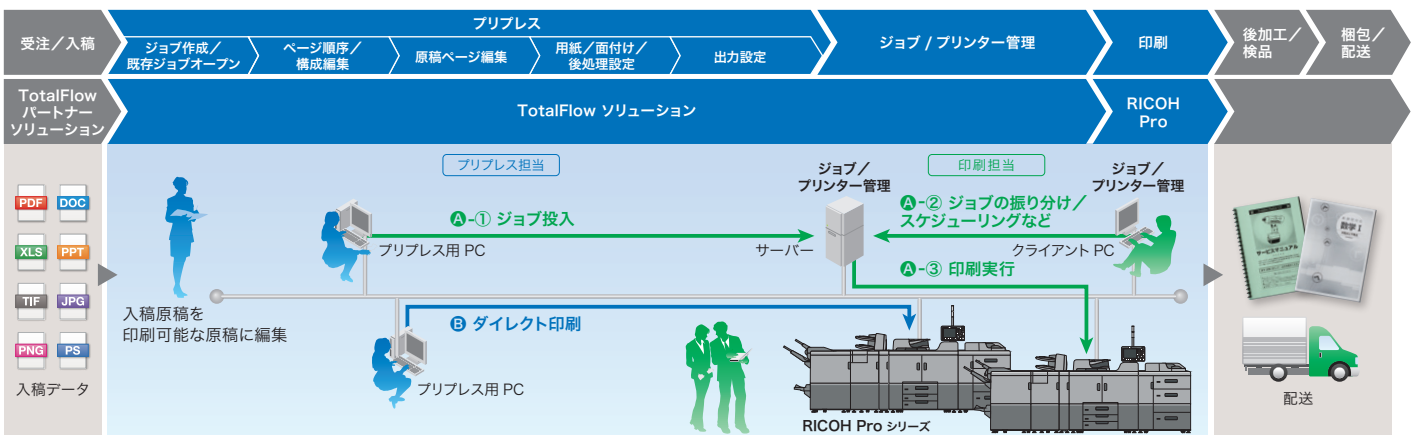 受注／入稿
プリプレス
ジョブ作成／
既存ジョブオープン
ページ順序／
構成編集
原稿ページ編集
用紙／面付け／
後処理設定
出力設定
ジョブ / プリンター管理
印刷
後加工／
検品
梱包／
配送
TotalFlow
パートナー
ソリューション
TotalFlow ソリューション
RICOH
Pro
PDF
DOC
XLS
PPT
TIF
JPG
PNG
PS
入稿データ
入稿原稿を
印刷可能な原稿に編集
プリプレス担当
A-① ジョブ投入
プリプレス用 PC
ジョブ／
プリンター管理
サーバー
印刷担当
A-② ジョブの振り分け／
スケジューリングなど
ジョブ／
プリンター管理
クライアント PC
A-③ 印刷実行
B ダイレクト印刷
プリプレス用 PC
RICOH Pro シリーズ
サービスマニュアル
数学 I
配送